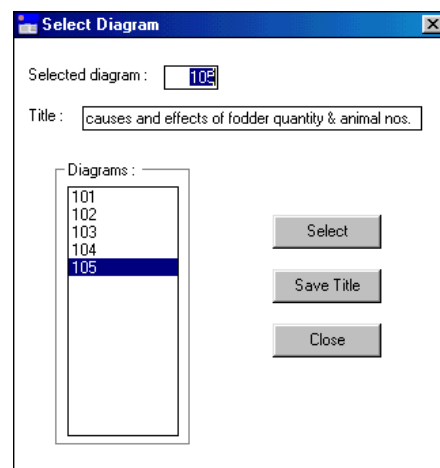 Select Diagram
Selected diagram : 105
Title : causes and effects of fodder quantity & animal nos.
Diagrams :
101
102
103
104
105
Select
Save Title
Close